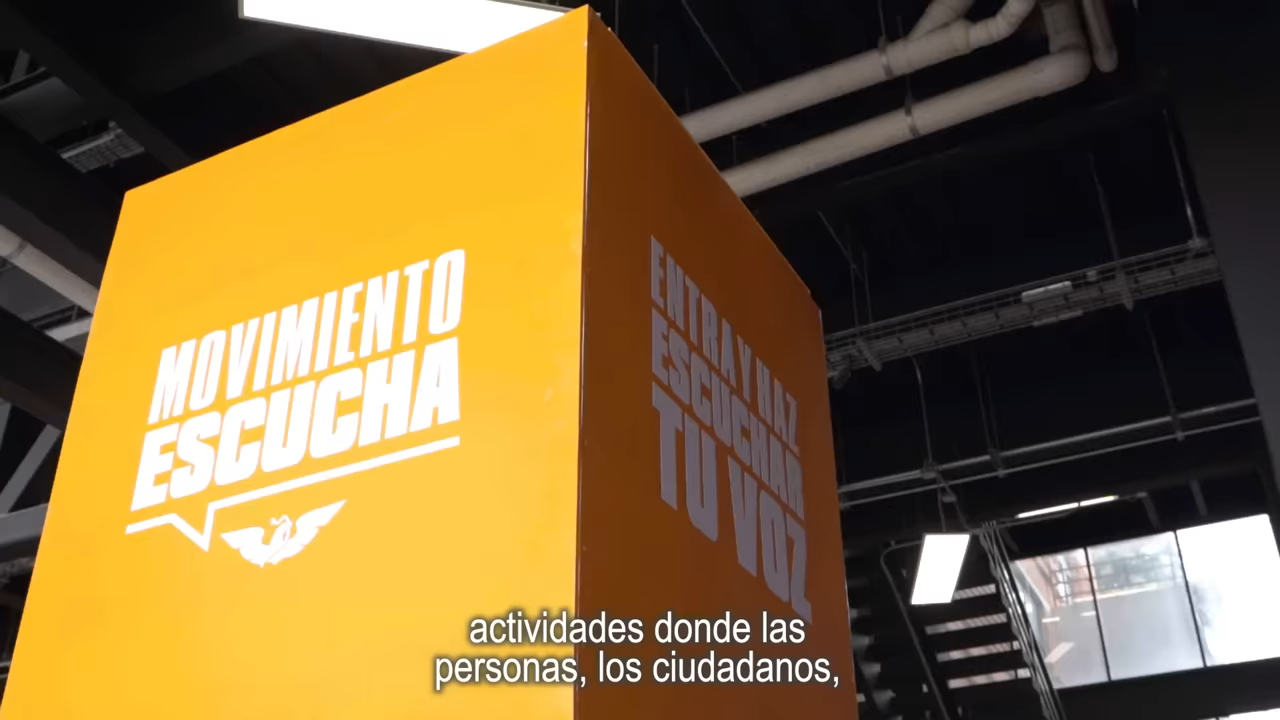 MOVIMIENTO
ESCUCHA
ENTRA Y HAZ
ESCUCHAR
TU VOZ
actividades donde las
personas, los ciudadanos,